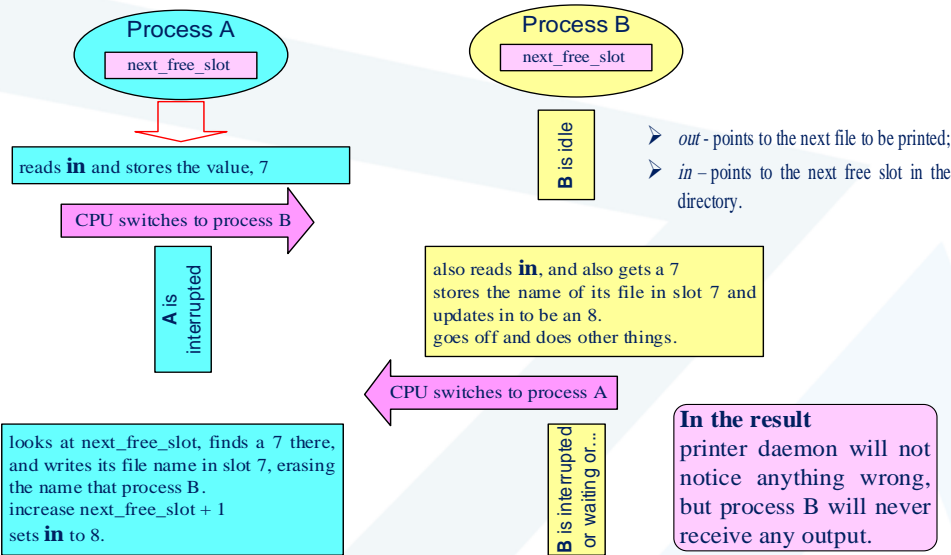 Process A
next_free_slot
Process B
next_free_slot
reads in and stores the value, 7
B is idle
➢ out - points to the next file to be printed;
➢ in – points to the next free slot in the
directory.
CPU switches to process B
A is
interrupted
also reads in, and also gets a 7
stores the name of its file in slot 7 and
updates in to be an 8.
goes off and does other things.
CPU switches to process A
looks at next_free_slot, finds a 7 there,
and writes its file name in slot 7, erasing
the name that process B.
increase next_free_slot + 1
sets in to 8.
B is interrupted
or waiting or...
In the result
printer daemon will not
notice anything wrong,
but process B will never
receive any output.